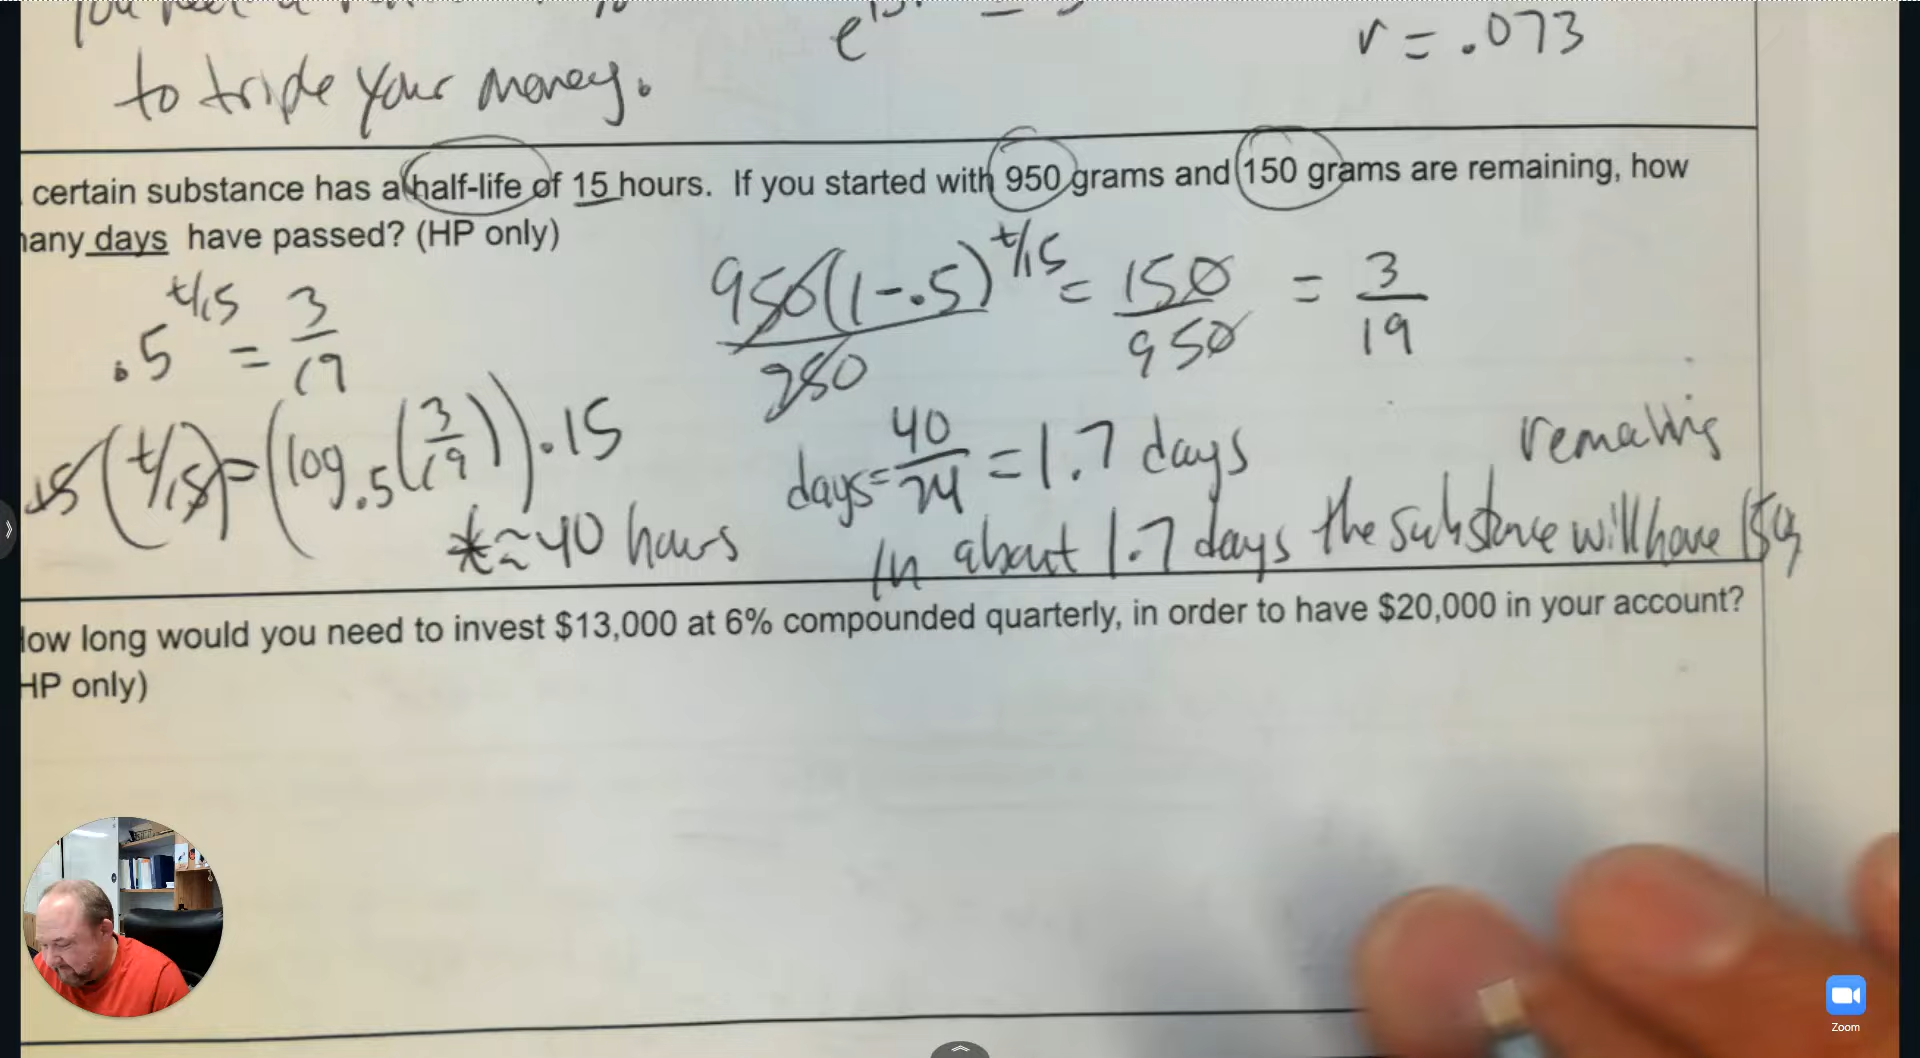 to triple your money.
r = .073
certain substance has a half-life of 15 hours. If you started with 950 grams and 150 grams are remaining, how
many days have passed? (HP only)
950(1-.5)^t/15 = 150 = 3
950 950 19
.5^t/15 = 3/19
15(t/15) = (log.5(3/19)).15
t≈40 hours
days = 40/24 = 1.7 days
In about 1.7 days the substance will have 150g
remaining
How long would you need to invest $13,000 at 6% compounded quarterly, in order to have $20,000 in your account?
HP only)
Zoom